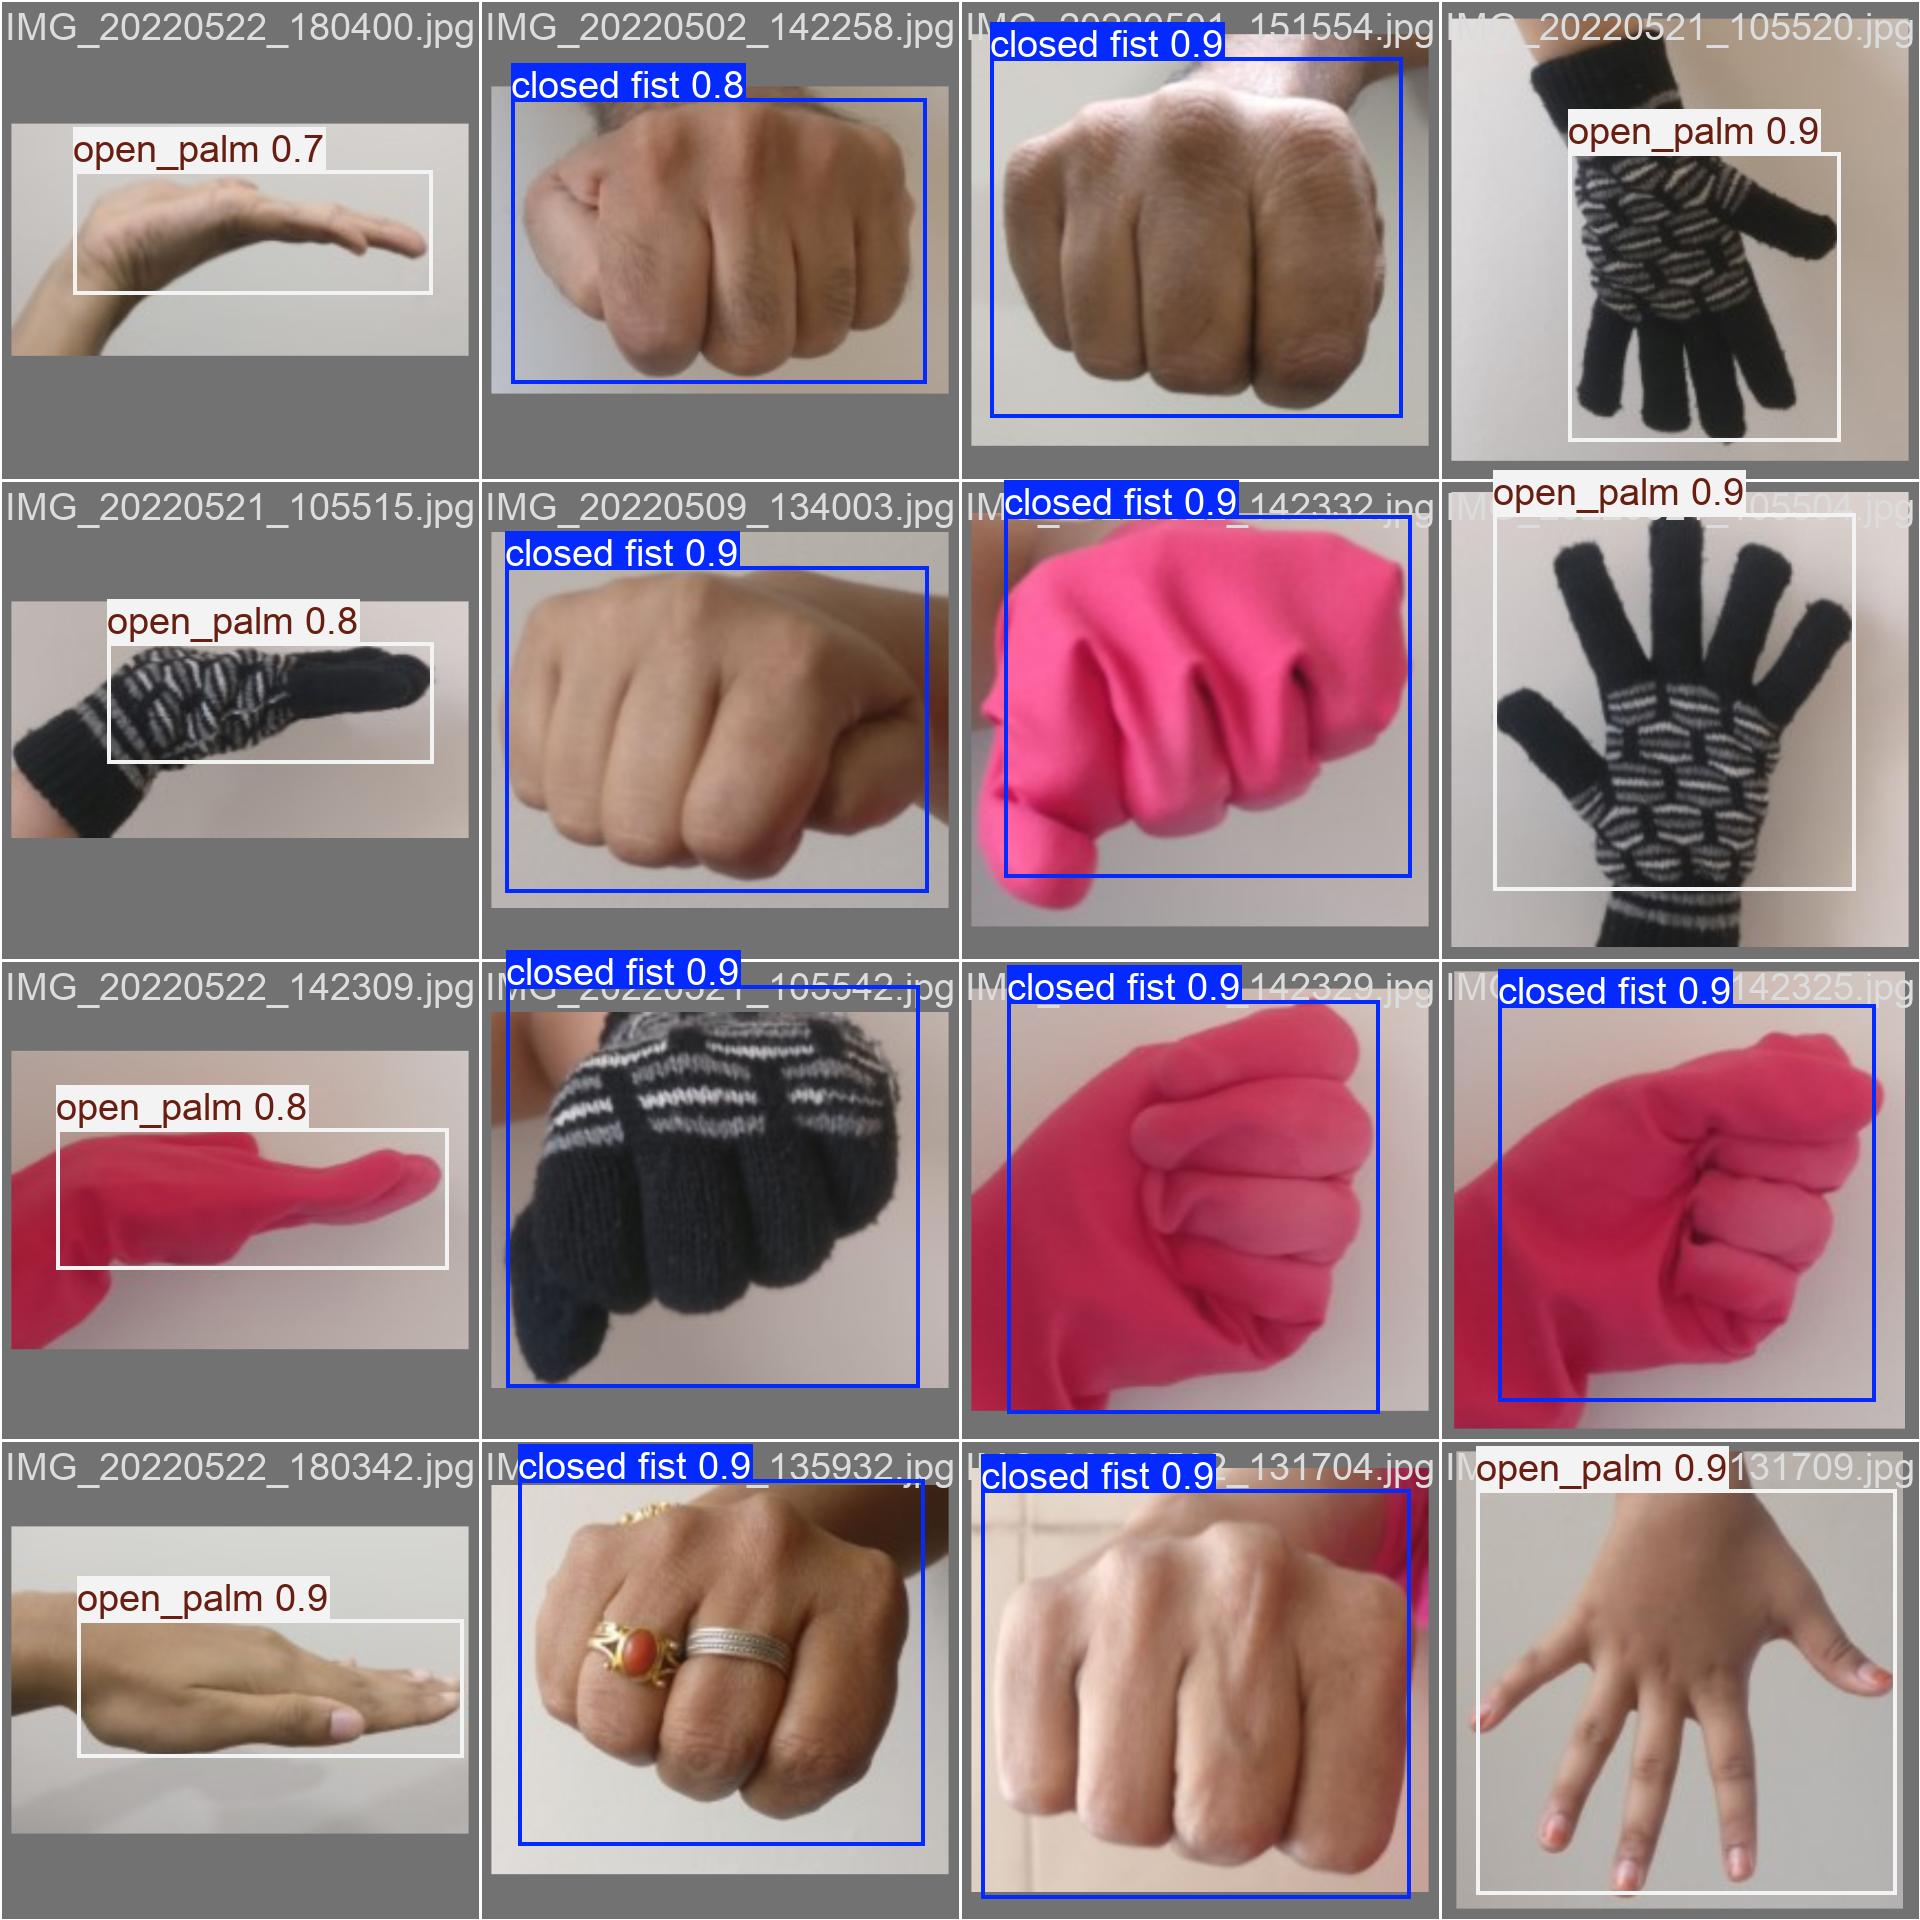 IMG_20220522_180400.jpg
open_palm 0.7
IMG_20220502_142258.jpg
closed fist 0.8
151554.jpg
closed fist 0.9
20220521_105520.jpg
open_palm 0.9
IMG_20220521_105515.jpg
open_palm 0.8
IMG_20220509_134003.jpg
closed fist 0.9
142332.jpg
closed fist 0.9
105504.jpg
open_palm 0.9
IMG_20220522_142309.jpg
open_palm 0.8
IMG_20220521_105542.jpg
closed fist 0.9
142329.jpg
closed fist 0.9
142325.jpg
closed fist 0.9
IMG_20220522_180342.jpg
open_palm 0.9
135932.jpg
closed fist 0.9
131704.jpg
closed fist 0.9
131709.jpg
open_palm 0.9